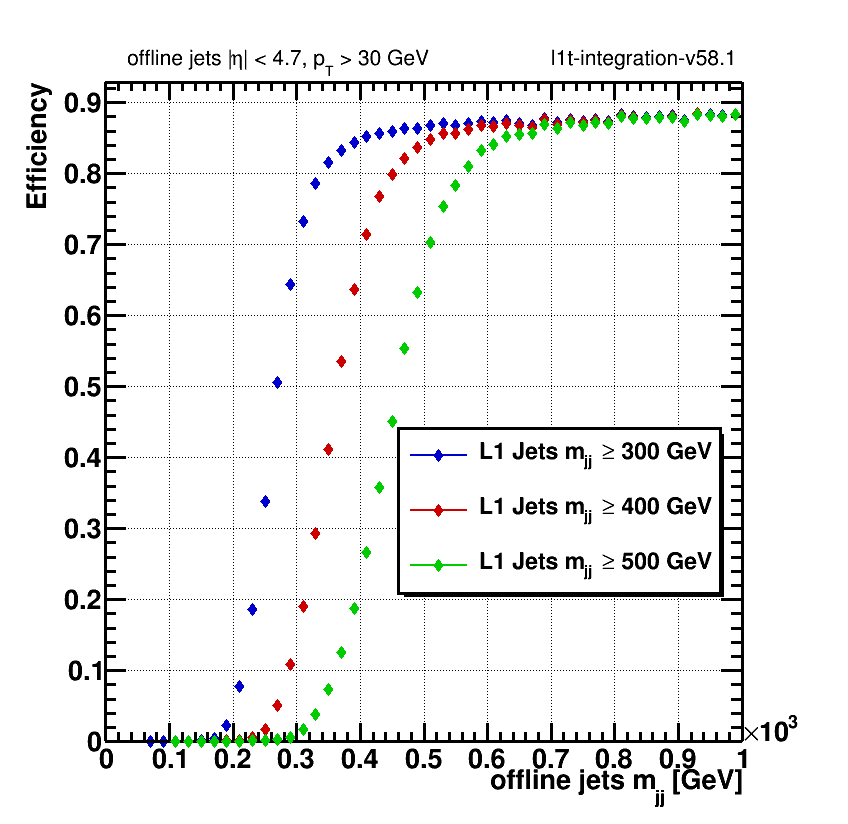 offline jets |η| < 4.7, p_T > 30 GeV
l1t-integration-v58.1
Efficiency
0.9
0.8
0.7
0.6
0.5
0.4
0.3
0.2
0.1
0
L1 Jets m_jj ≥ 300 GeV
L1 Jets m_jj ≥ 400 GeV
L1 Jets m_jj ≥ 500 GeV
0 0.1 0.2 0.3 0.4 0.5 0.6 0.7 0.8 0.9 1
×10³
offline jets m_jj [GeV]